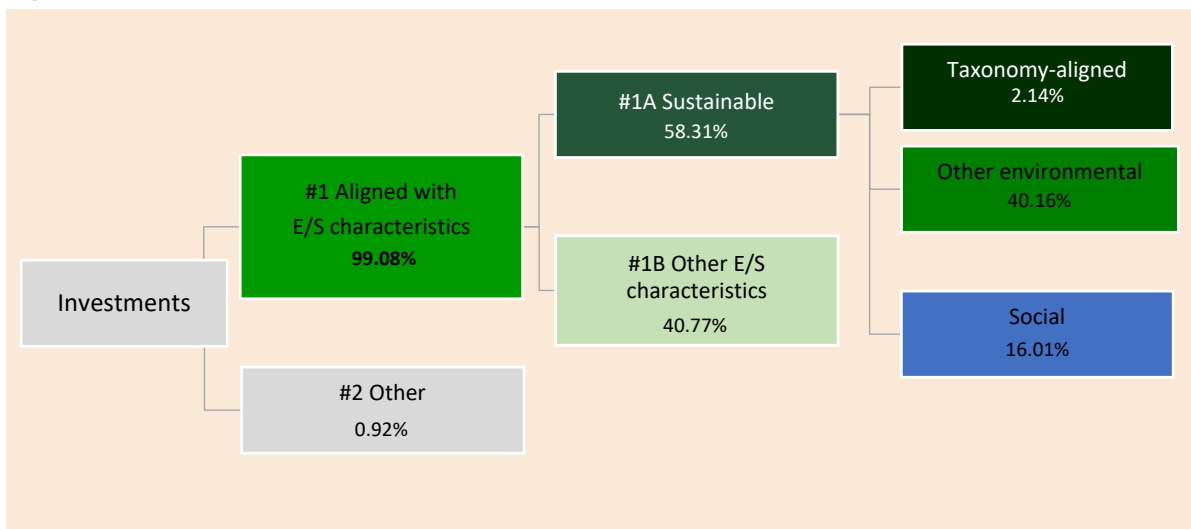 Investments
#1 Aligned with
E/S characteristics
99.08%
#2 Other
0.92%
#1A Sustainable
58.31%
#1B Other E/S
characteristics
40.77%
Taxonomy-aligned
2.14%
Other environmental
40.16%
Social
16.01%